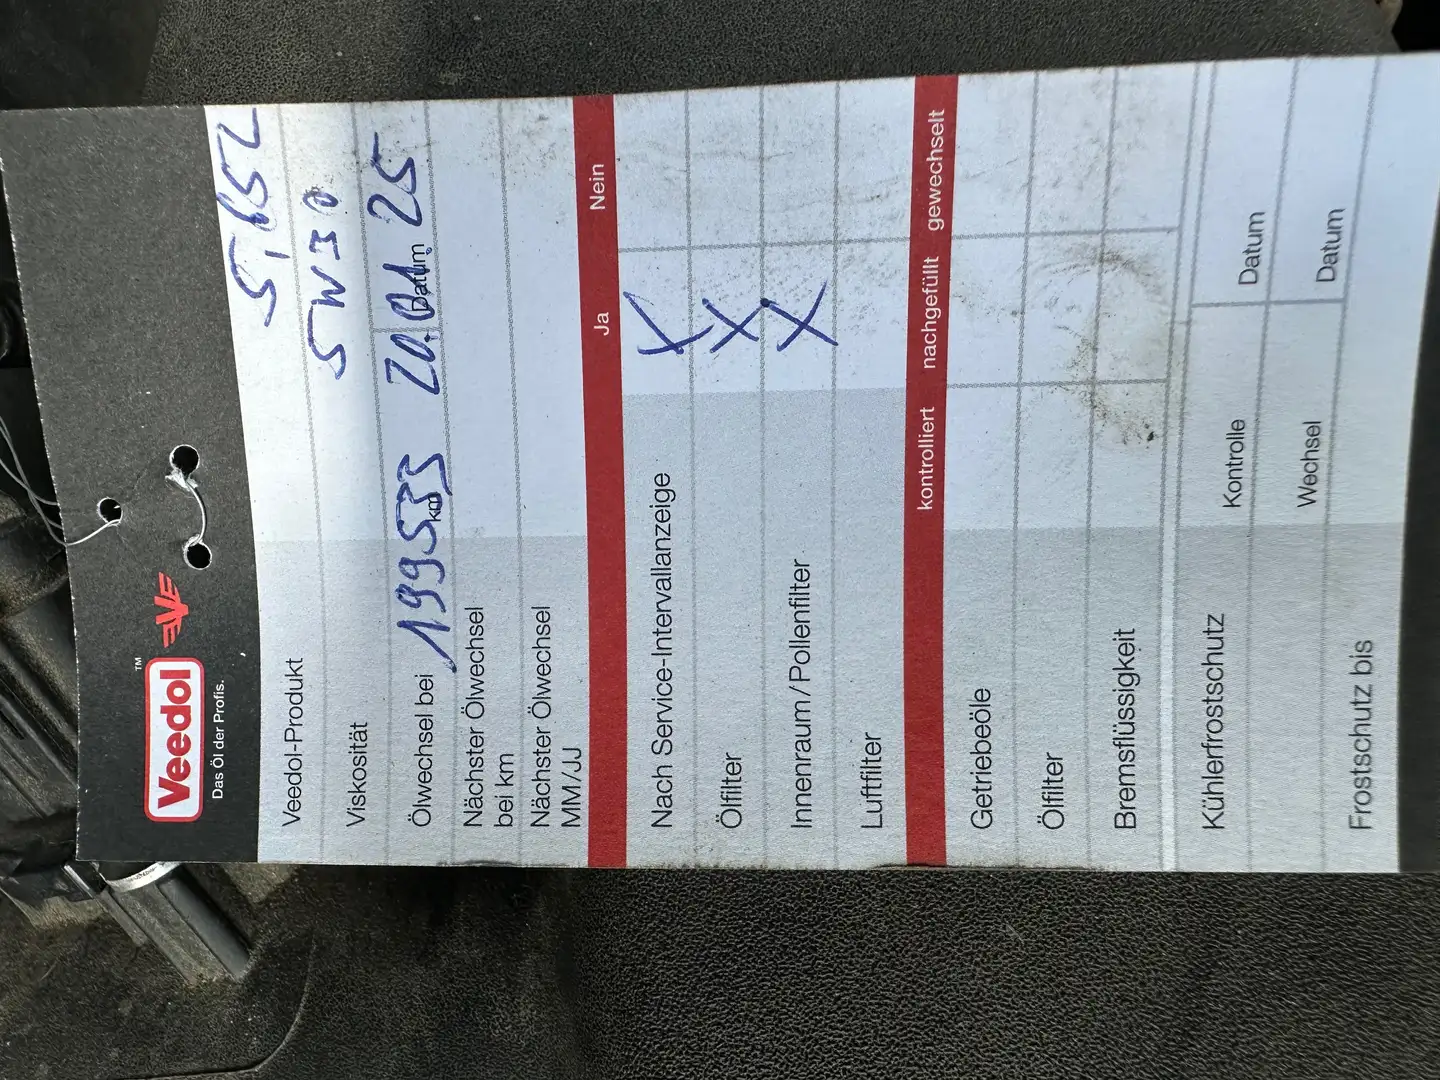 Veedol™
Das Öl der Profis.
Veedol-Produkt 5,65L
Viskosität 5W30
Ölwechsel bei 199533 km 20.01.25 Datum
Nächster Ölwechsel
bei km
Nächster Ölwechsel
MM/JJ
Ja Nein
Nach Service-Intervallanzeige X
Ölfilter X
Innenraum/Pollenfilter X
Luftfilter
kontrolliert nachgefüllt gewechselt
Getriebeöle
Ölfilter
Bremsflüssigkeit
Kühlerfrostschutz Kontrolle Datum
Wechsel Datum
Frostschutz bis